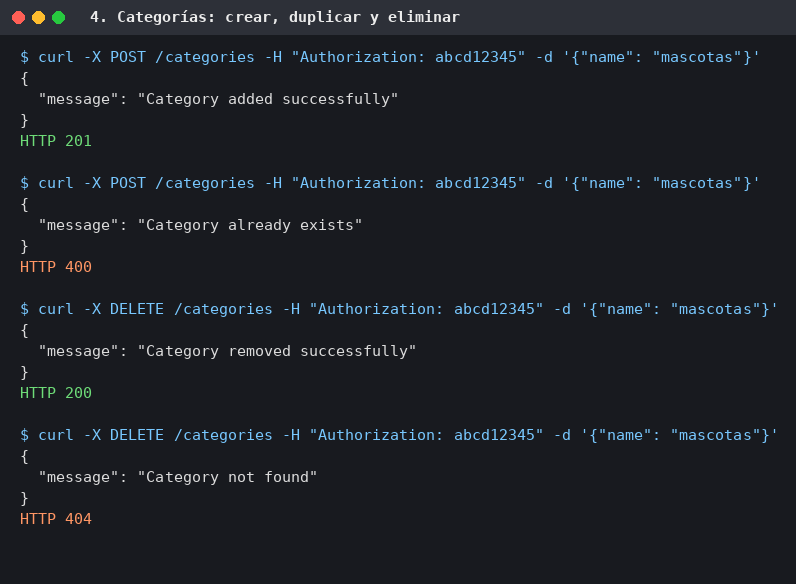 4. Categorías: crear, duplicar y eliminar
$ curl -X POST /categories -H "Authorization: abcd12345" -d '{"name": "mascotas"}'
{
  "message": "Category added successfully"
}
HTTP 201
$ curl -X POST /categories -H "Authorization: abcd12345" -d '{"name": "mascotas"}'
{
  "message": "Category already exists"
}
HTTP 400
$ curl -X DELETE /categories -H "Authorization: abcd12345" -d '{"name": "mascotas"}'
{
  "message": "Category removed successfully"
}
HTTP 200
$ curl -X DELETE /categories -H "Authorization: abcd12345" -d '{"name": "mascotas"}'
{
  "message": "Category not found"
}
HTTP 404